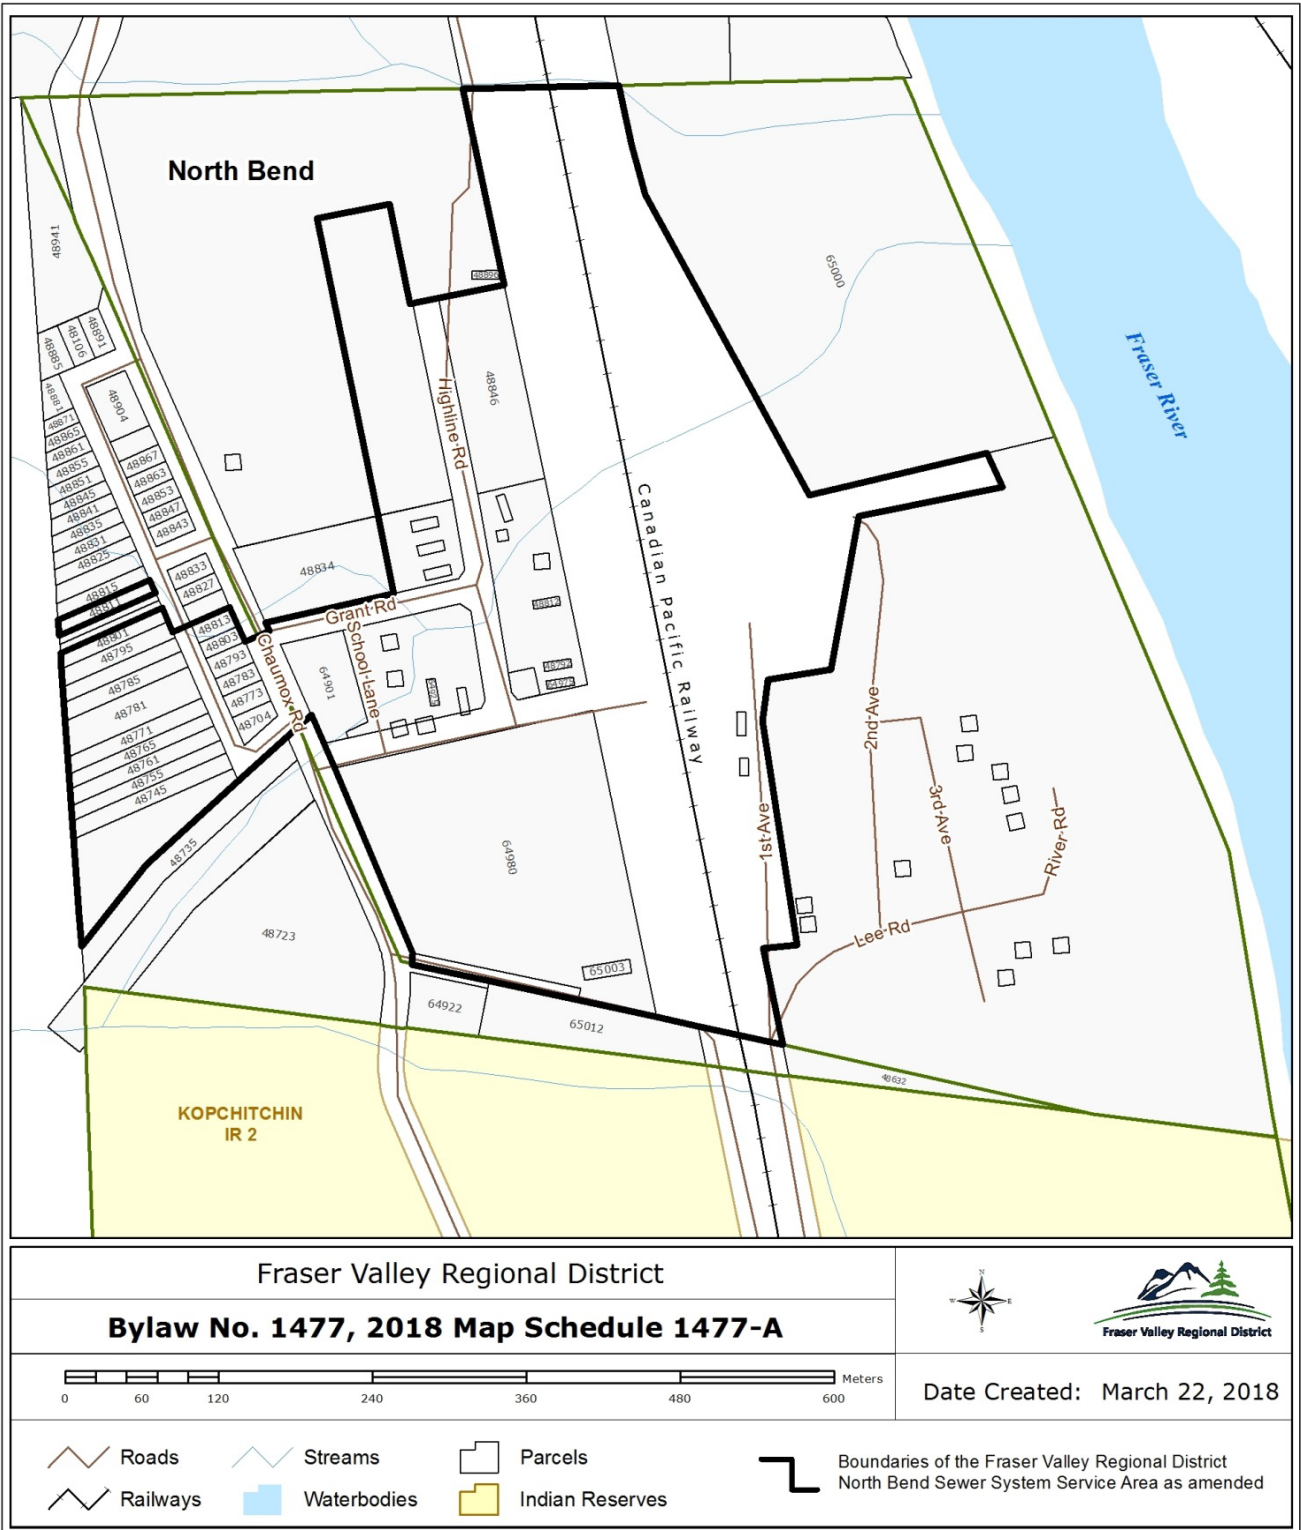 North Bend
48941
48891
48106
48885
48881
48871
48865
48861
48855
48851
48845
48841
48835
48831
48825
48815
48811
48801
48795
48785
48781
48771
48765
48761
48755
48745
48904
48867
48863
48853
48847
48843
48833
48827
48813
48803
48793
48783
48773
48704
48735
48723
Chaumox Rd
48834
Grant Rd
School Lane
64901
Highline Rd
48846
48812
48792
Canadian Pacific Railway
64980
65003
64922
65012
65000
Fraser River
1st Ave
2nd Ave
3rd Ave
River Rd
Lee Rd
48632
KOPCHITCHIN
IR 2
Fraser Valley Regional District
Bylaw No. 1477, 2018 Map Schedule 1477-A
0 60 120 240 360 480 600 Meters
N
W E
S
Fraser Valley Regional District
Date Created: March 22, 2018
Roads
Streams
Parcels
Railways
Waterbodies
Indian Reserves
Boundaries of the Fraser Valley Regional District
North Bend Sewer System Service Area as amended